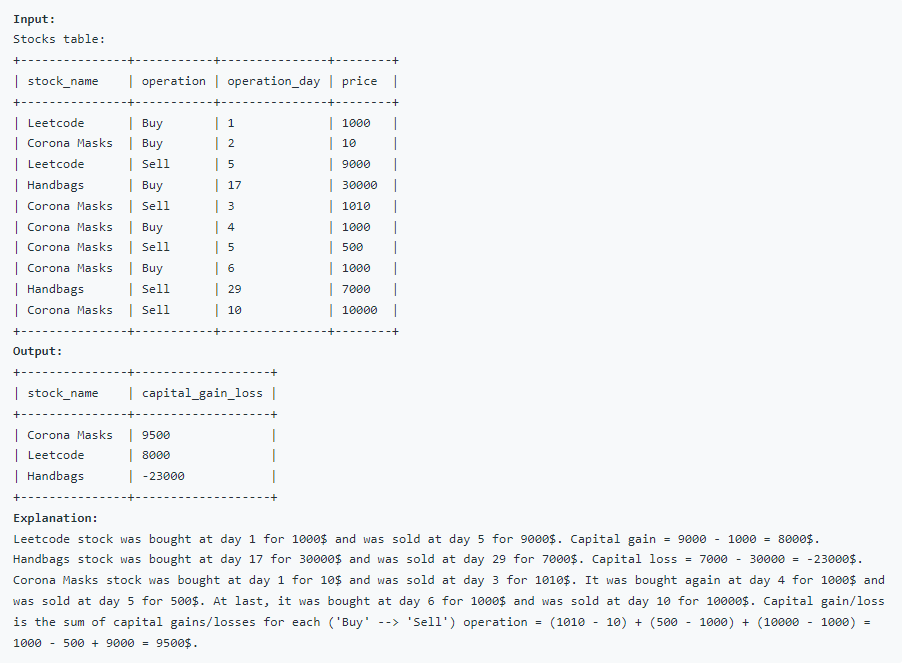 Input:
Stocks table:
+---------------+-----------+---------------+--------+
| stock_name    | operation | operation_day | price  |
+---------------+-----------+---------------+--------+
| Leetcode      | Buy       | 1             | 1000   |
| Corona Masks  | Buy       | 2             | 10     |
| Leetcode      | Sell      | 5             | 9000   |
| Handbags      | Buy       | 17            | 30000  |
| Corona Masks  | Sell      | 3             | 1010   |
| Corona Masks  | Buy       | 4             | 1000   |
| Corona Masks  | Sell      | 5             | 500    |
| Corona Masks  | Buy       | 6             | 1000   |
| Handbags      | Sell      | 29            | 7000   |
| Corona Masks  | Sell      | 10            | 10000  |
+---------------+-----------+---------------+--------+
Output:
+---------------+-------------------+
| stock_name    | capital_gain_loss |
+---------------+-------------------+
| Corona Masks  | 9500              |
| Leetcode      | 8000              |
| Handbags      | -23000            |
+---------------+-------------------+
Explanation:
Leetcode stock was bought at day 1 for 1000$ and was sold at day 5 for 9000$. Capital gain = 9000 - 1000 = 8000$.
Handbags stock was bought at day 17 for 30000$ and was sold at day 29 for 7000$. Capital loss = 7000 - 30000 = -23000$.
Corona Masks stock was bought at day 1 for 10$ and was sold at day 3 for 1010$. It was bought again at day 4 for 1000$ and
was sold at day 5 for 500$. At last, it was bought at day 6 for 1000$ and was sold at day 10 for 10000$. Capital gain/loss
is the sum of capital gains/losses for each ('Buy' --> 'Sell') operation = (1010 - 10) + (500 - 1000) + (10000 - 1000) =
1000 - 500 + 9000 = 9500$.